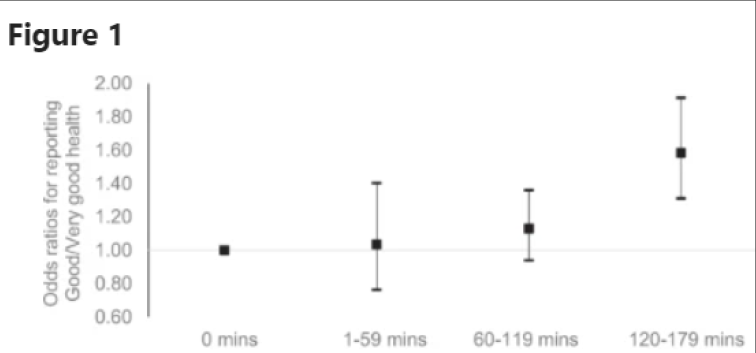 Figure 1
Odds ratios for reporting
Good/Very good health
2.00
1.80
1.60
1.40
1.20
1.00
0.80
0.60
0 mins
1-59 mins
60-119 mins
120-179 mins